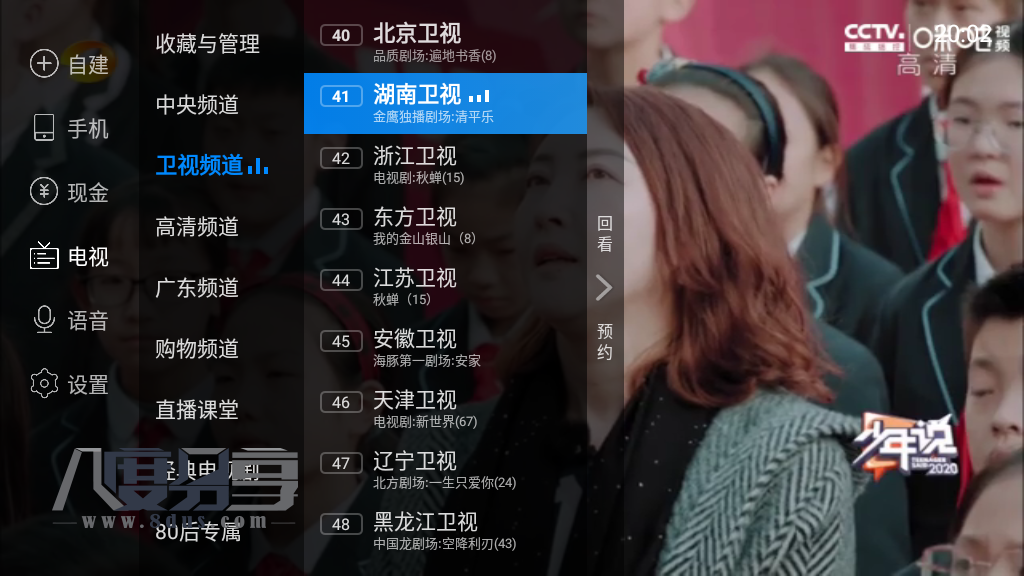 自建
手机
现金
电视
语音
设置
收藏与管理
中央频道
卫视频道
高清频道
广东频道
购物频道
直播课堂
80后专属
40 北京卫视
品质剧场:遍地书香(8)
41 湖南卫视
金鹰独播剧场:清平乐
42 浙江卫视
电视剧:秋蝉(15)
43 东方卫视
我的金山银山（8）
44 江苏卫视
秋蝉（15）
45 安徽卫视
海豚第一剧场:安家
46 天津卫视
电视剧:新世界(67)
47 辽宁卫视
北方剧场:一生只爱你(24)
48 黑龙江卫视
中国龙剧场:空降利刃(43)
回看
预约
CCTV.
20:02
视频
高清
少年说
TEENAGER
2020
八度分享
www.8dus.com